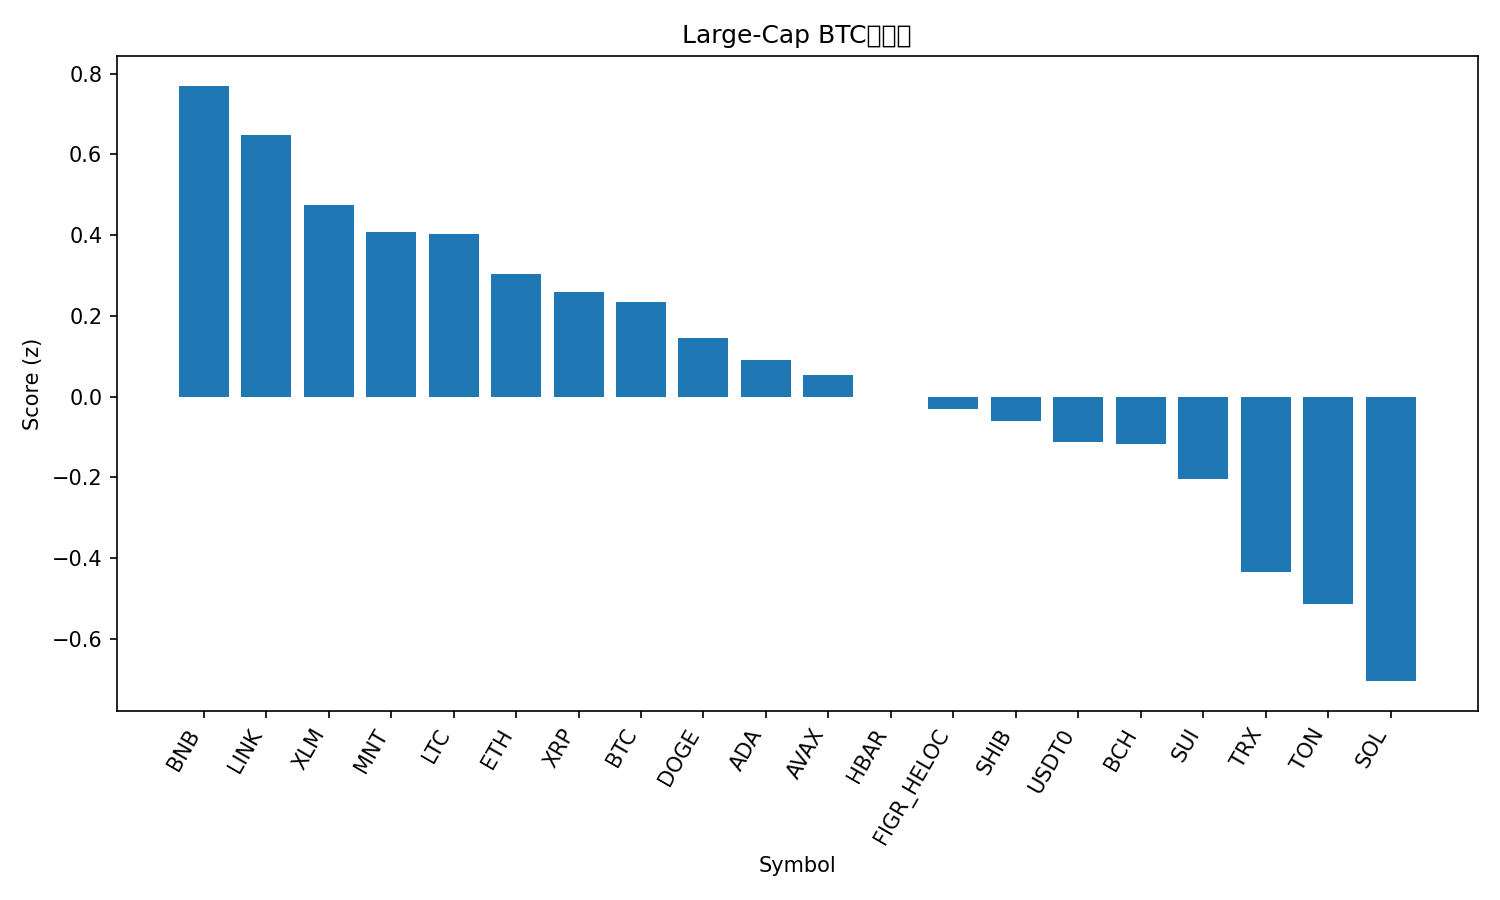 Large-Cap BTC
0.8
0.6
0.4
0.2
0.0
−0.2
−0.4
−0.6
Score (z)
BNB
LINK
XLM
MNT
LTC
ETH
XRP
BTC
DOGE
ADA
AVAX
HBAR
FIGR_HELOC
SHIB
USDT0
BCH
SUI
TRX
TON
SOL
Symbol